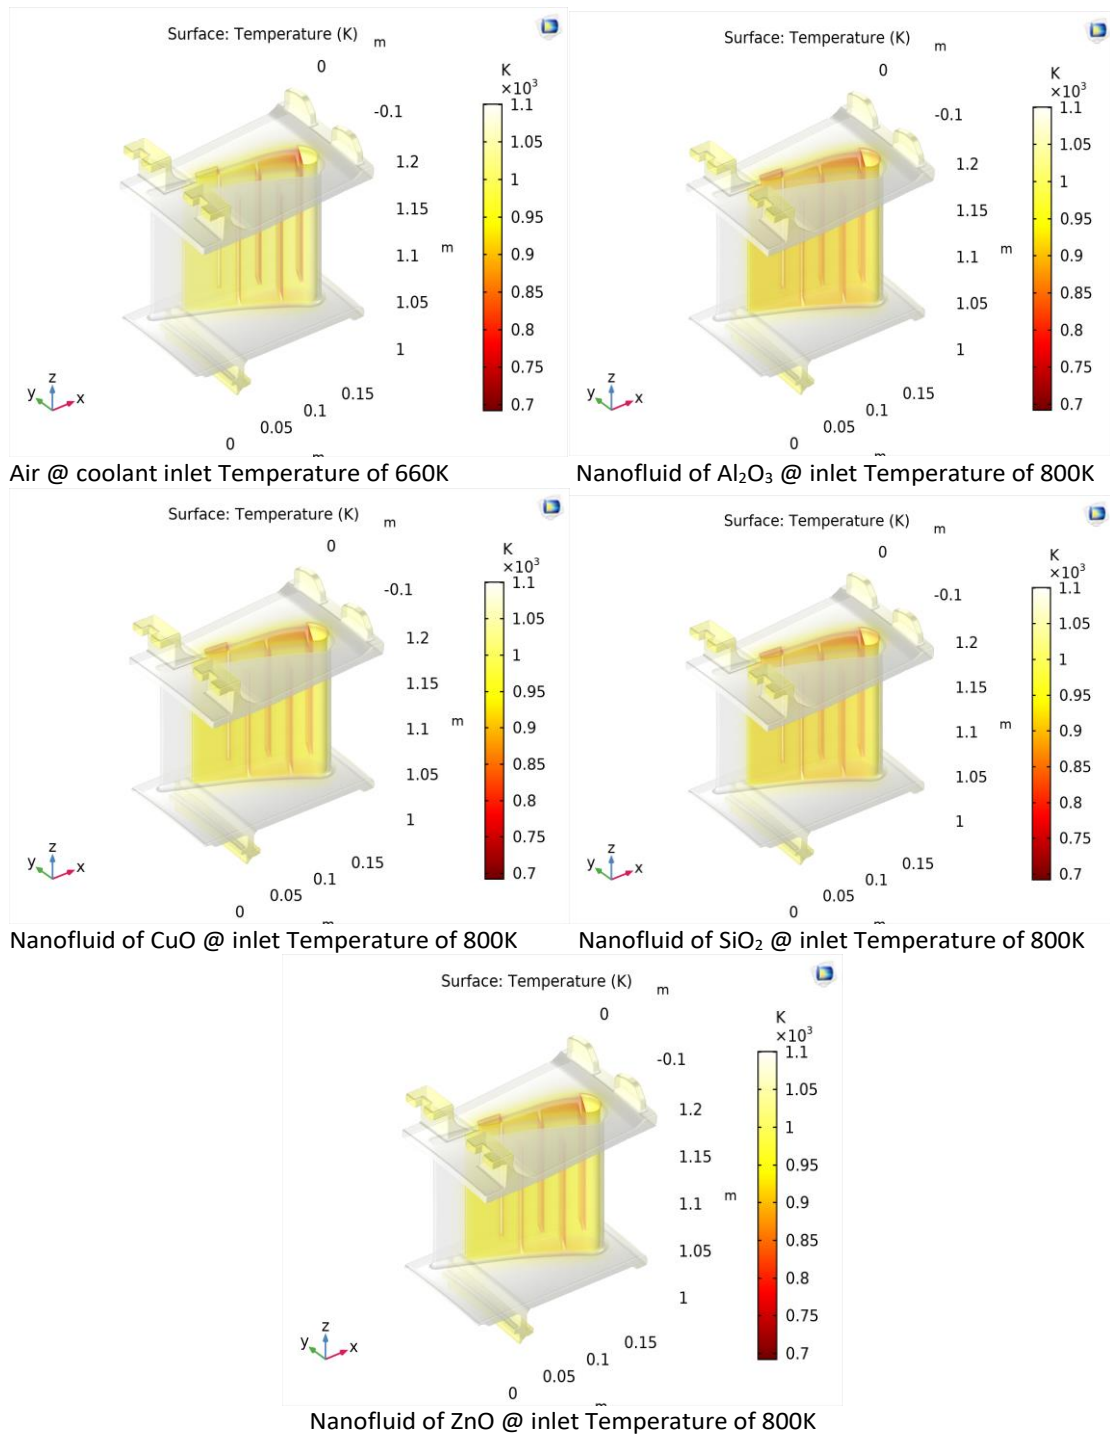 Surface: Temperature (K)
m
0
-0.1
1.2
1.15
1.1
m
1.05
1
0.15
0.1
0.05
0
K
×10³
1.1
1.05
1
0.95
0.9
0.85
0.8
0.75
0.7
z
y
x
Air @ coolant inlet Temperature of 660K
Surface: Temperature (K)
m
0
-0.1
1.2
1.15
1.1
m
1.05
1
0.15
0.1
0.05
0
K
×10³
1.1
1.05
1
0.95
0.9
0.85
0.8
0.75
0.7
z
y
x
Nanofluid of Al₂O₃ @ inlet Temperature of 800K
Surface: Temperature (K)
m
0
-0.1
1.2
1.15
1.1
m
1.05
1
0.15
0.1
0.05
0
K
×10³
1.1
1.05
1
0.95
0.9
0.85
0.8
0.75
0.7
z
y
x
Nanofluid of CuO @ inlet Temperature of 800K
Surface: Temperature (K)
m
0
-0.1
1.2
1.15
1.1
m
1.05
1
0.15
0.1
0.05
0
K
×10³
1.1
1.05
1
0.95
0.9
0.85
0.8
0.75
0.7
z
y
x
Nanofluid of SiO₂ @ inlet Temperature of 800K
Surface: Temperature (K)
m
0
-0.1
1.2
1.15
1.1
m
1.05
1
0.15
0.1
0.05
0
K
×10³
1.1
1.05
1
0.95
0.9
0.85
0.8
0.75
0.7
z
y
x
Nanofluid of ZnO @ inlet Temperature of 800K